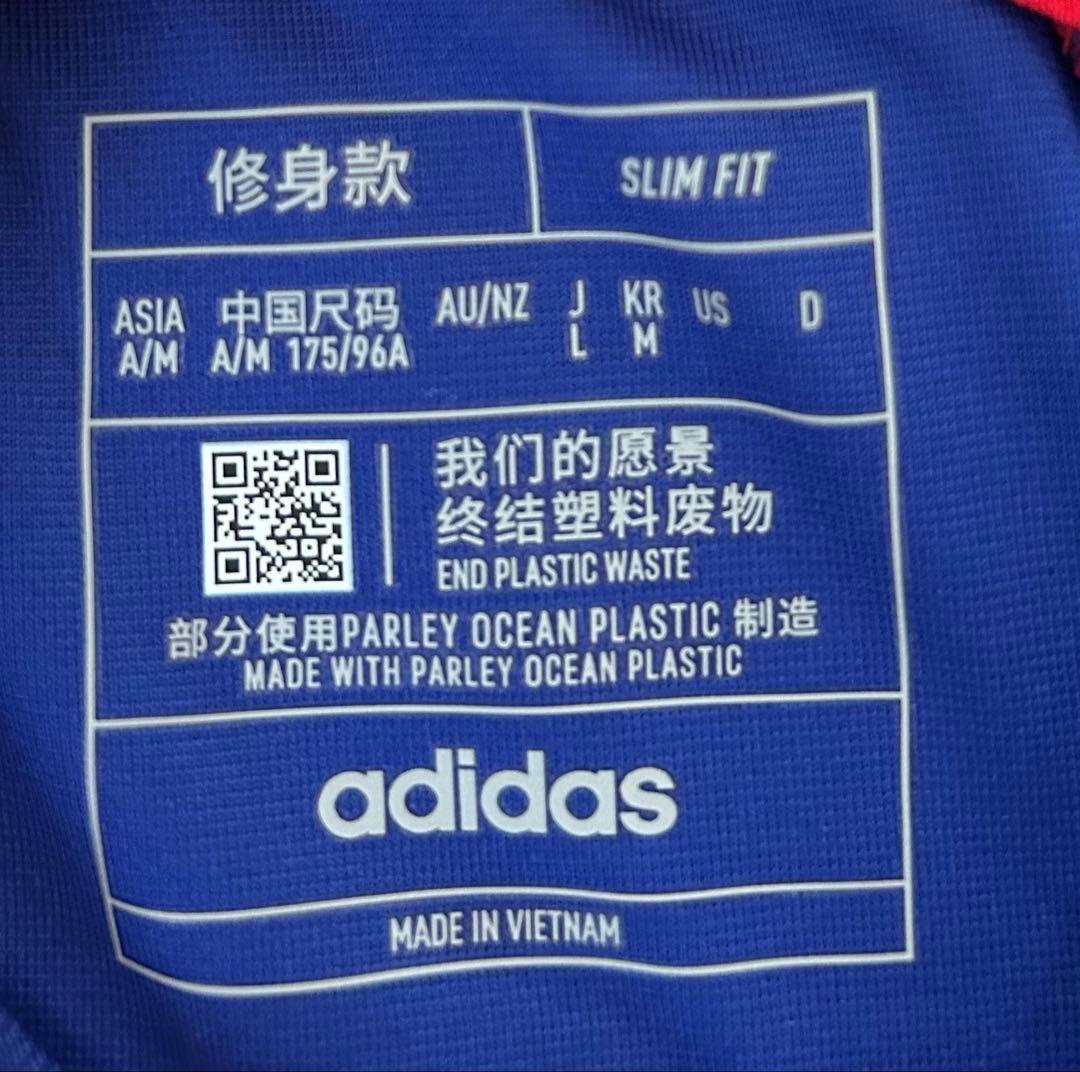 修身款 SLIM FIT
ASIA 中国尺码 AU/NZ J KR US D
A/M A/M 175/96A L M
我们的愿景
终结塑料废物
END PLASTIC WASTE
部分使用PARLEY OCEAN PLASTIC 制造
MADE WITH PARLEY OCEAN PLASTIC
adidas
MADE IN VIETNAM